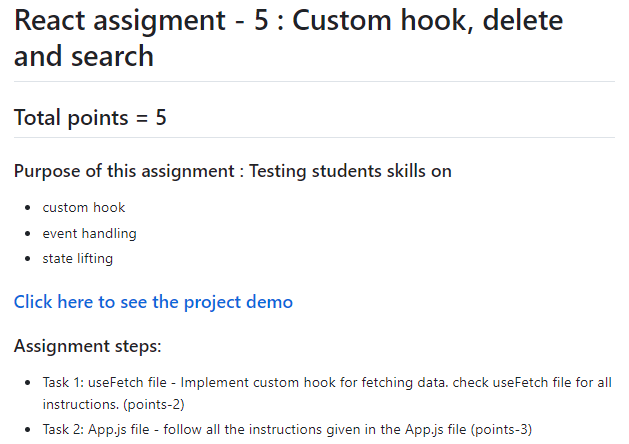 React assigment - 5 : Custom hook, delete
and search
Total points = 5
Purpose of this assignment : Testing students skills on
custom hook
event handling
state lifting
Click here to see the project demo
Assignment steps:
Task 1: useFetch file - Implement custom hook for fetching data. check useFetch file for all
instructions. (points-2)
Task 2: App.js file - follow all the instructions given in the App.js file (points-3)